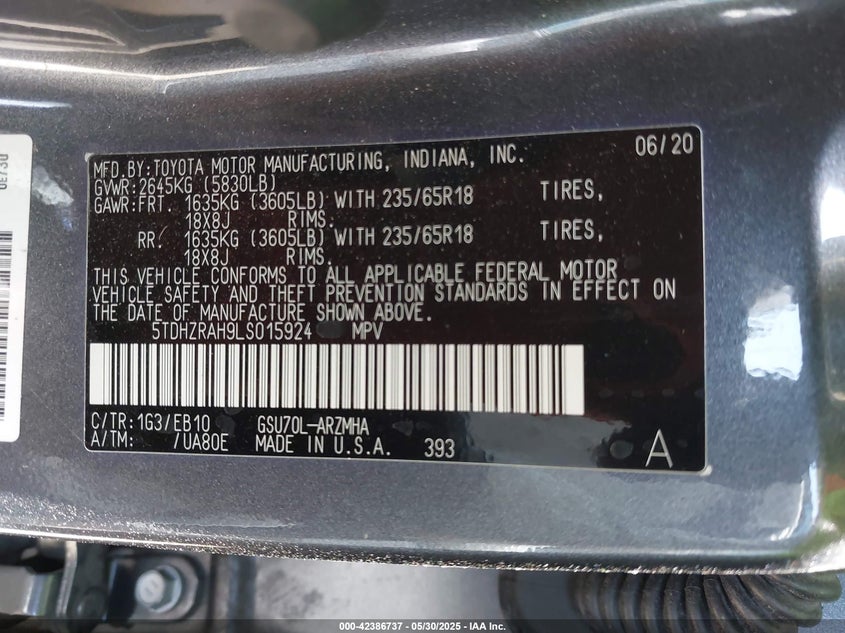 06/20
MFD.BY:TOYOTA MOTOR MANUFACTURING, INDIANA, INC.
GVWR:2645KG (5830LB)
GAWR:FRT. 1635KG (3605LB) WITH 235/65R18 TIRES,
18X8J RIMS.
RR. 1635KG (3605LB) WITH 235/65R18 TIRES,
18X8J RIMS.
THIS VEHICLE CONFORMS TO ALL APPLICABLE FEDERAL MOTOR
VEHICLE SAFETY AND THEFT PREVENTION STANDARDS IN EFFECT ON
THE DATE OF MANUFACTURE SHOWN ABOVE.
5TDHZRAH9LS015924 MPV
C/TR:1G3/EB10 GSU70L-ARZMHA
A/TM: /UA80E MADE IN U.S.A. 393
A
000-42386737 - 05/30/2025 - IAA Inc.